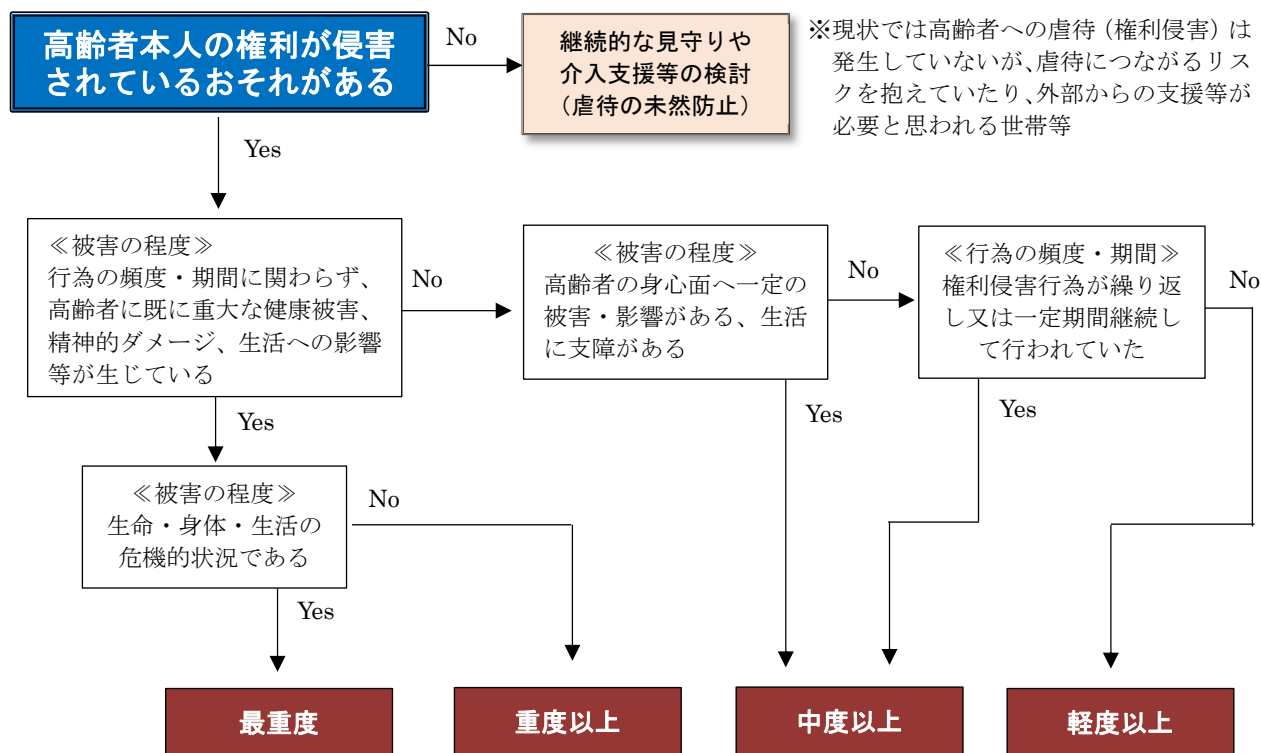 高齢者本人の権利が侵害
されているおそれがある
No
継続的な見守りや
介入支援等の検討
（虐待の未然防止）
※現状では高齢者への虐待（権利侵害）は
発生していないが、虐待につながるリス
クを抱えていたり、外部からの支援等が
必要と思われる世帯等
Yes
≪被害の程度≫
行為の頻度・期間に関わらず、
高齢者に既に重大な健康被害、
精神的ダメージ、生活への影響
等が生じている
No
≪被害の程度≫
高齢者の身心面へ一定の
被害・影響がある、生活
に支障がある
No
≪行為の頻度・期間≫
権利侵害行為が繰り返
し又は一定期間継続し
て行われていた
No
Yes
Yes
Yes
≪被害の程度≫
生命・身体・生活の
危機的状況である
No
Yes
最重度
重度以上
中度以上
軽度以上